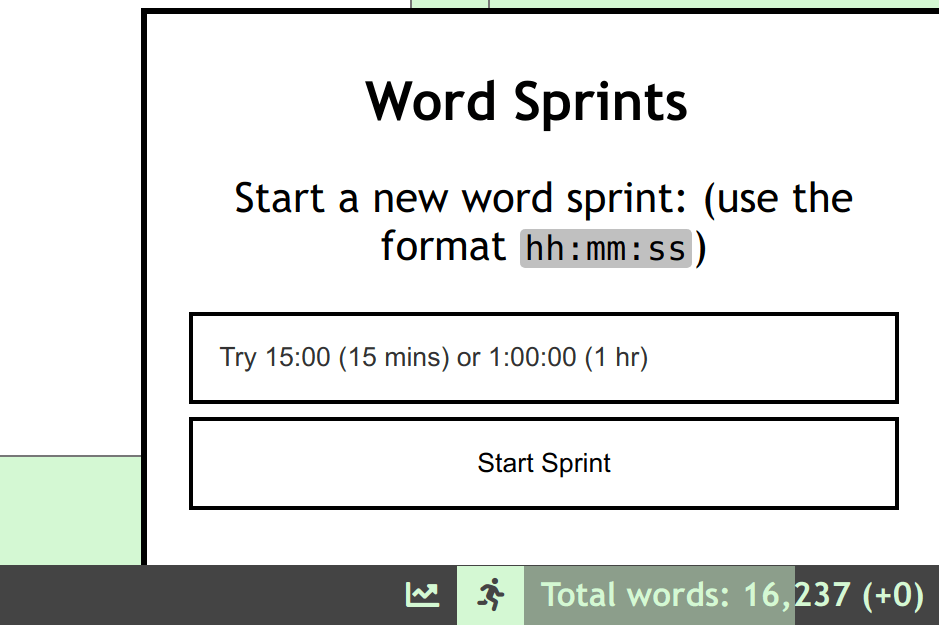 Word Sprints
Start a new word sprint: (use the
format hh:mm:ss)
Try 15:00 (15 mins) or 1:00:00 (1 hr)
Start Sprint
Total words: 16,237 (+0)